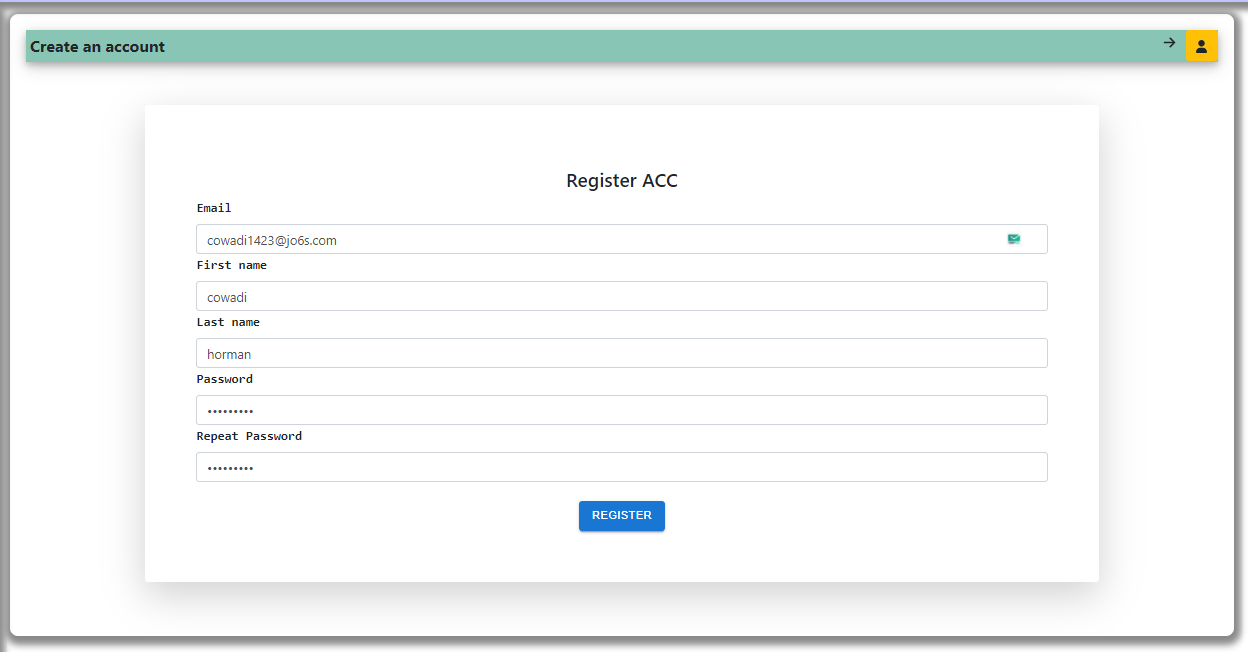 Create an account
Register ACC
Email
cowadi1423@jo6s.com
First name
cowadi
Last name
horman
Password
•••••••••
Repeat Password
•••••••••
REGISTER